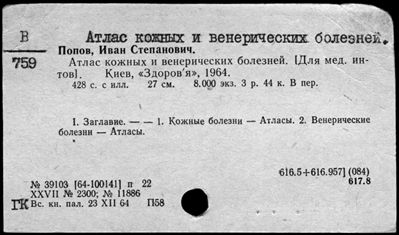 В
759
Атлас кожных и венерических болезней.
Попов, Иван Степанович.
Атлас кожных и венерических болезней. [Для мед. ин-
тов]. Киев, «Здоров'я», 1964.
428 с. с илл. 27 см. 8.000 экз. 3 р. 44 к. В пер.
1. Заглавие. — — 1. Кожные болезни — Атласы. 2. Венерические
болезни — Атласы.
616.5+616.957] (084)
617.8
№ 39103 [64-100141] п 22
XXVII № 2300; № 11886
ГК Вс. кн. пал. 23 XII 64 П58